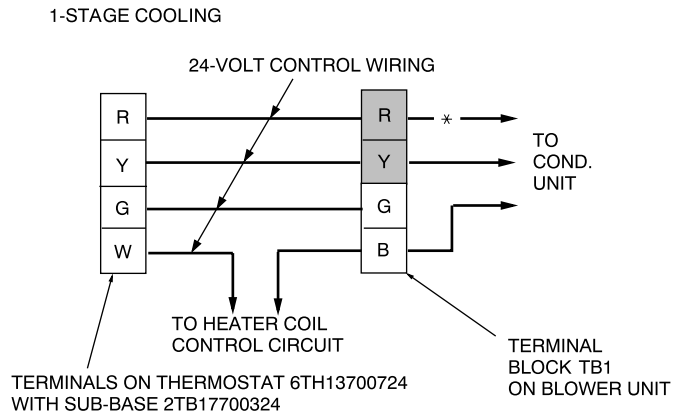 1-STAGE COOLING
24-VOLT CONTROL WIRING
R
Y
G
W
R
Y
G
B
*
TO
COND.
UNIT
TO HEATER COIL
CONTROL CIRCUIT
TERMINAL
BLOCK TB1
ON BLOWER UNIT
TERMINALS ON THERMOSTAT 6TH13700724
WITH SUB-BASE 2TB17700324